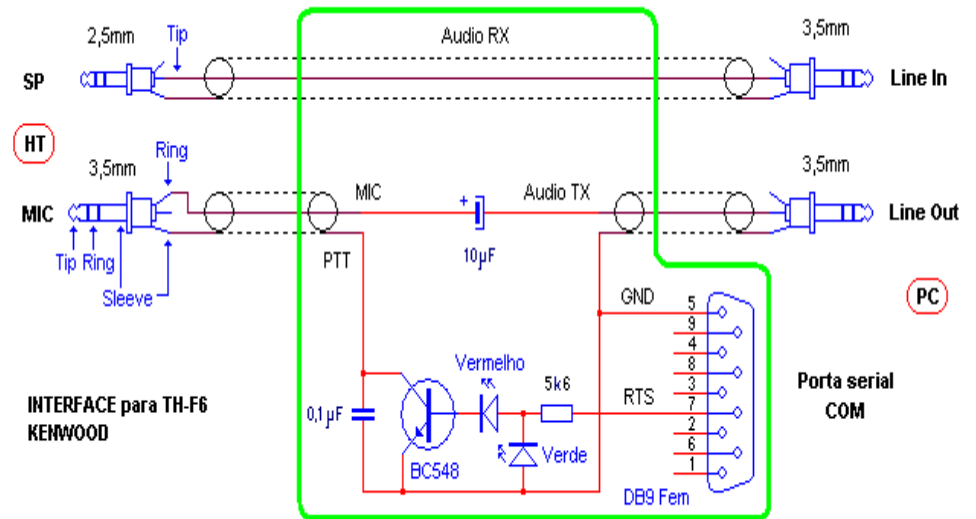 2,5mm
Tip
Audio RX
3,5mm
SP
Line In
HT
3,5mm
Ring
MIC
Audio TX
3,5mm
MIC
+
Line Out
Tip
Ring
PTT
10µF
Sleeve
GND
PC
5
9
4
8
3
7
2
6
1
Vermelho
5k6
RTS
Porta serial
COM
INTERFACE para TH-F6
KENWOOD
0,1µF
Verde
BC548
DB9 Fem